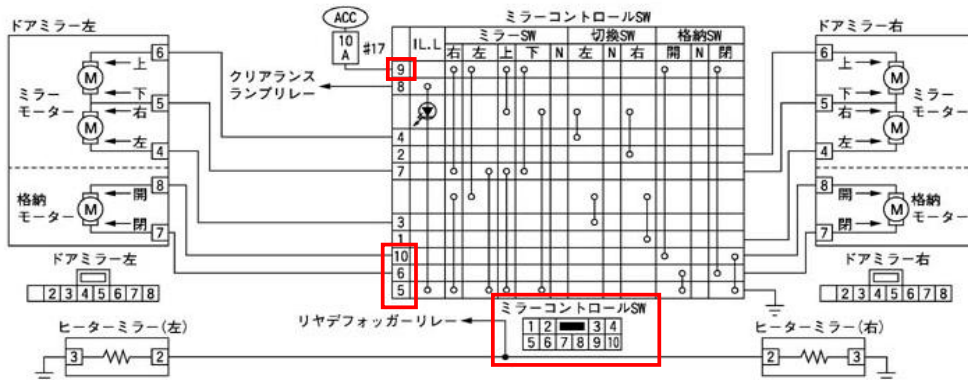 ACC
10 A #17
ドアミラー左
6
5
4
8
7
ミラーモーター
上
下
右
左
M
M
格納モーター
開
閉
M
ドアミラー左
2 3 4 5 6 7 8
クリアランスランプリレー
ミラーコントロールSW
IL.L ミラーSW 切換SW 格納SW
右 左 上 下 N 左 N 右 開 N 閉
9
8
4
2
7
3
1
10
6
5
ドアミラー右
6
5
4
8
7
上
下
右
左
M
M
ミラーモーター
開
閉
M
格納モーター
ドアミラー右
2 3 4 5 6 7 8
リヤデフォッガーリレー
ミラーコントロールSW
1 2 3 4
5 6 7 8 9 10
ヒーターミラー(左)
3 2
ヒーターミラー(右)
2 3